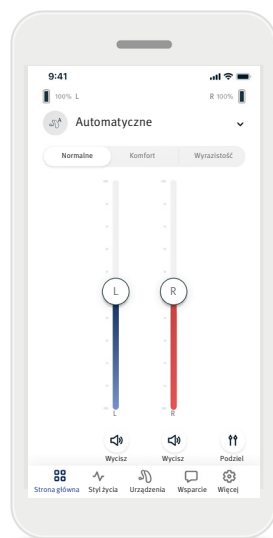 9:41
100% L R 100%
Automatyczne
Normalne Komfort Wyrazistość
L R
L R
Wycisz Wycisz Podziel
Strona główna Styl życia Urządzenia Wsparcie Więcej